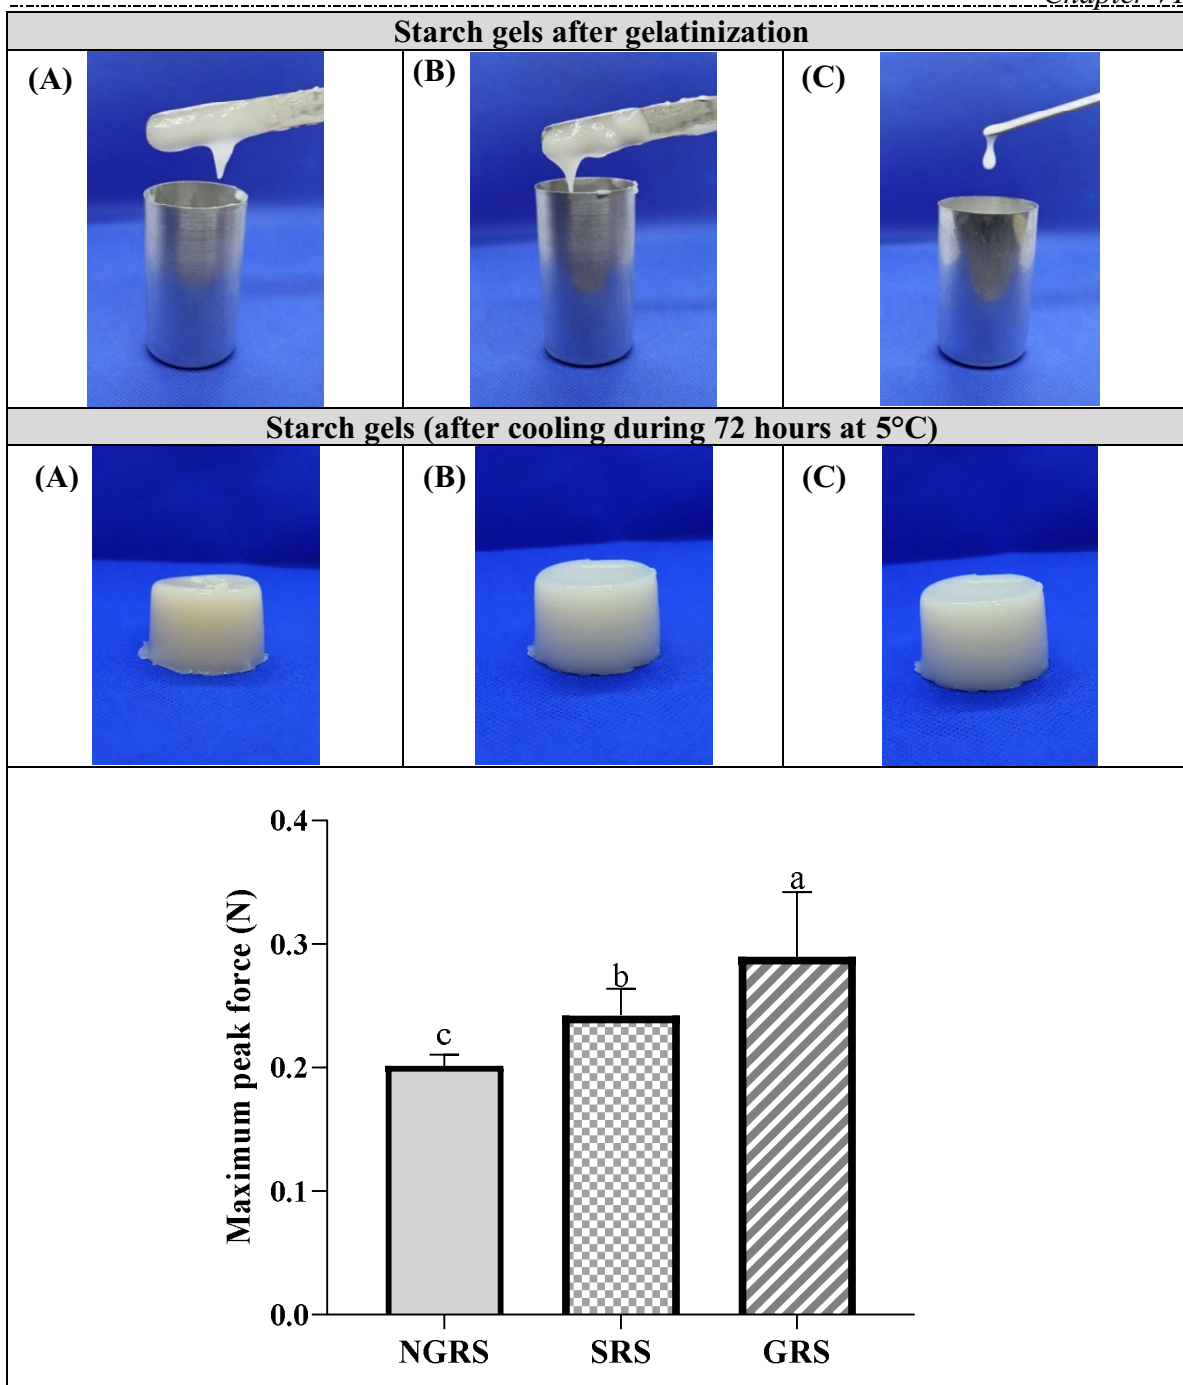 Starch gels after gelatinization
(A) (B) (C)
Starch gels (after cooling during 72 hours at 5°C)
(A) (B) (C)
Maximum peak force (N)
0.4
0.3
0.2
0.1
0.0
c b a
NGRS SRS GRS